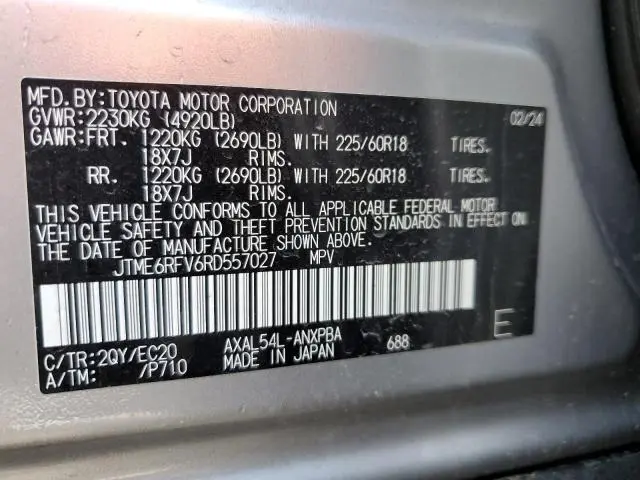 MFD.BY:TOYOTA MOTOR CORPORATION 02/24
GVWR:2230KG (4920LB)
GAWR:FRT. 1220KG (2690LB) WITH 225/60R18 TIRES.
18X7J RIMS.
RR. 1220KG (2690LB) WITH 225/60R18 TIRES.
18X7J RIMS.
THIS VEHICLE CONFORMS TO ALL APPLICABLE FEDERAL MOTOR
VEHICLE SAFETY AND THEFT PREVENTION STANDARDS IN EFFECT ON
THE DATE OF MANUFACTURE SHOWN ABOVE.
JTME6RFV6RD557027 MPV
C/TR:2QY/EC20 AXAL54L-ANXPBA 688 E
A/TM: /P710 MADE IN JAPAN